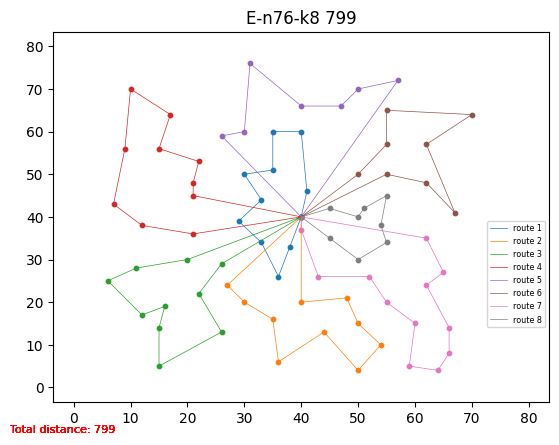 E-n76-k8 799
80
70
60
50
40
30
20
10
0
route 1
route 2
route 3
route 4
route 5
route 6
route 7
route 8
0 10 20 30 40 50 60 70 80
Total distance: 799